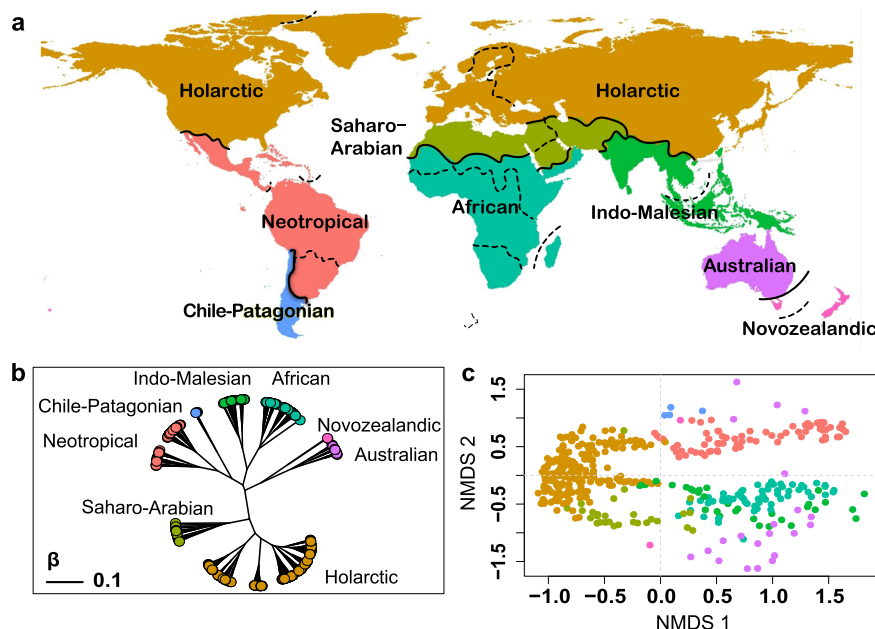 a
Holarctic
Holarctic
Saharo–
Arabian
Neotropical
African
Indo-Malesian
Australian
Chile-Patagonian
Novozealandic
b
Indo-Malesian
African
Chile-Patagonian
Novozealandic
Neotropical
Australian
Saharo-Arabian
β
0.1
Holarctic
c
NMDS 2
0.5
−0.5
−1.5
−1.0
−0.5
0.0
0.5
1.0
1.5
NMDS 1